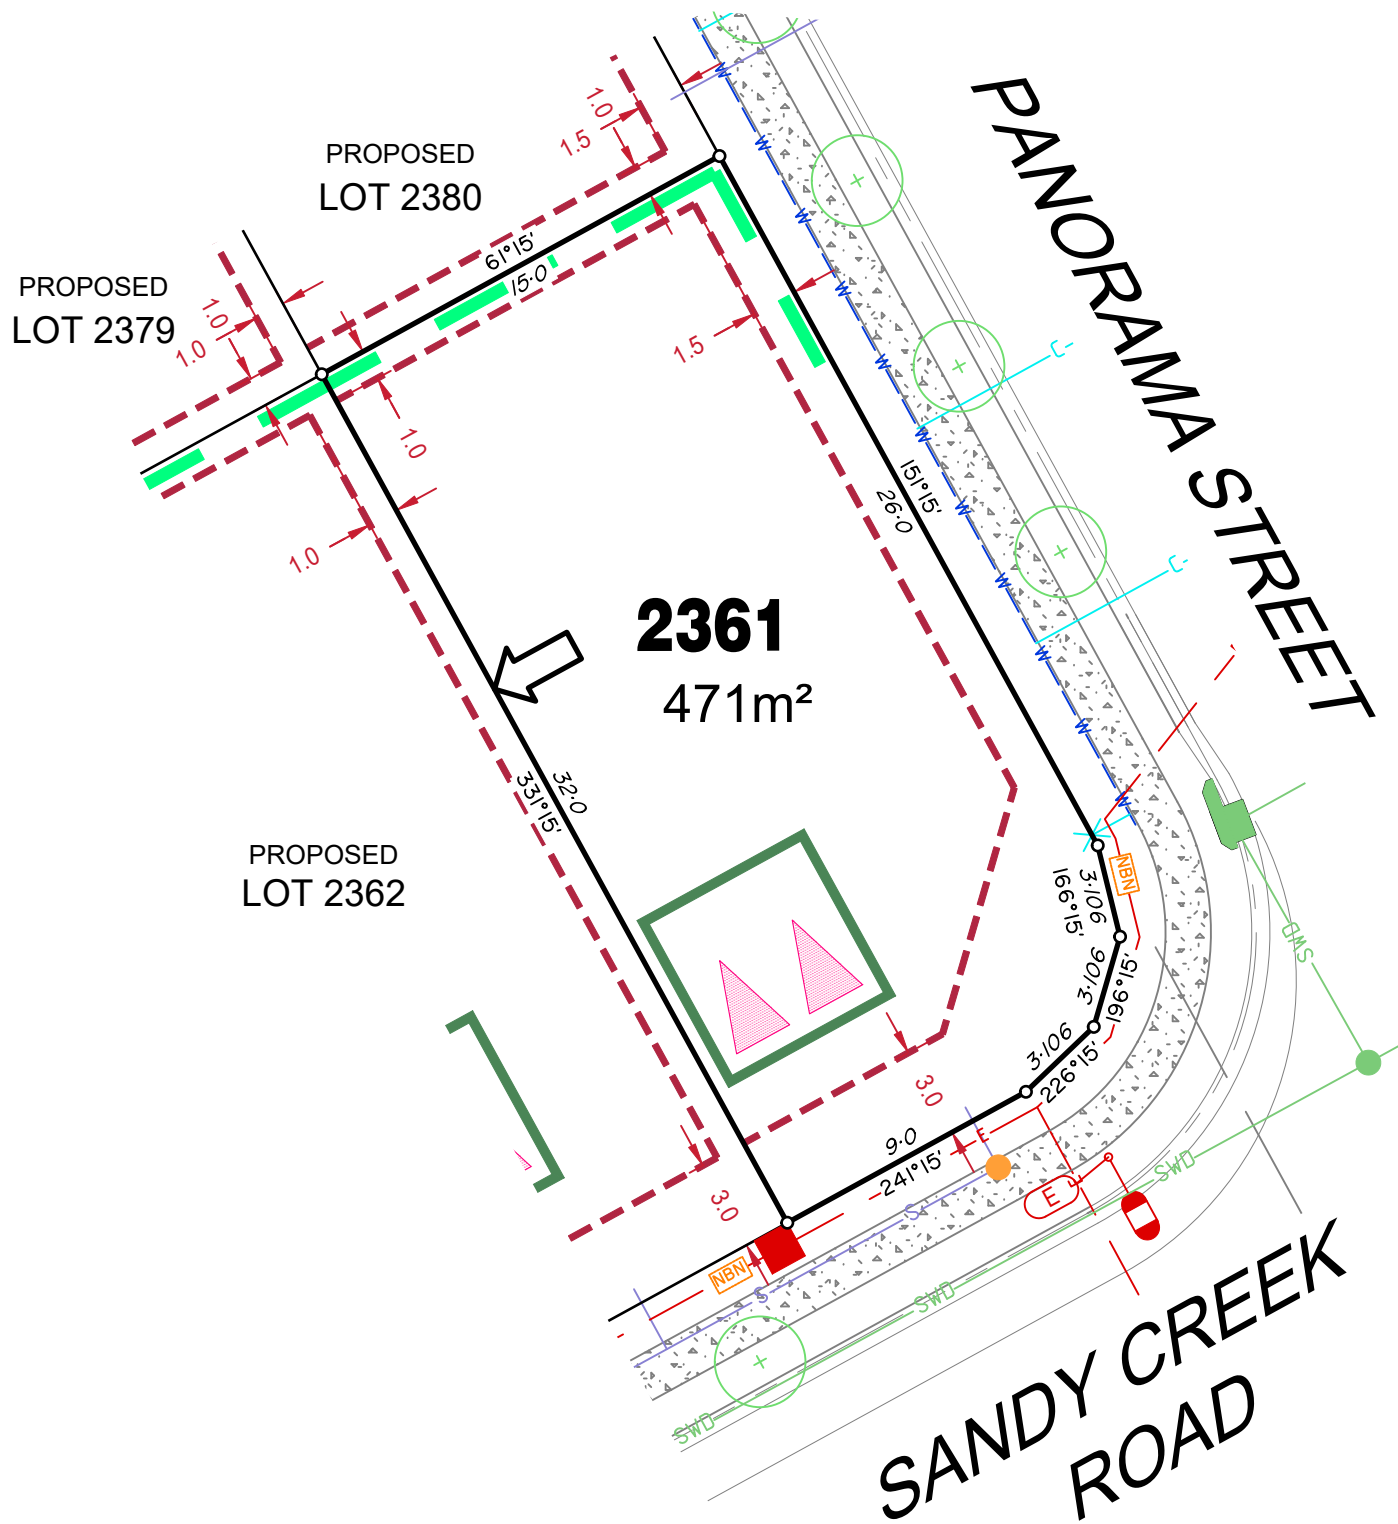 PANORAMA STREET
PROPOSED
LOT 2380
1.0
1.5
PROPOSED
LOT 2379
1.0
1.0
61°15'
15·0
1.5
1.0
1.0
151°15'
26·0
W
W
W
W
W
W
W
W
W
W
C-
C-
2361
471m²
331°15'
32·0
PROPOSED
LOT 2362
NBN
166°15'
3·106
3·106
196°15'
3·106
226°15'
SWD
3.0
9·0
241°15'
E
E
S
S
SWD
SWD
SWD
3.0
NBN
SANDY CREEK
ROAD